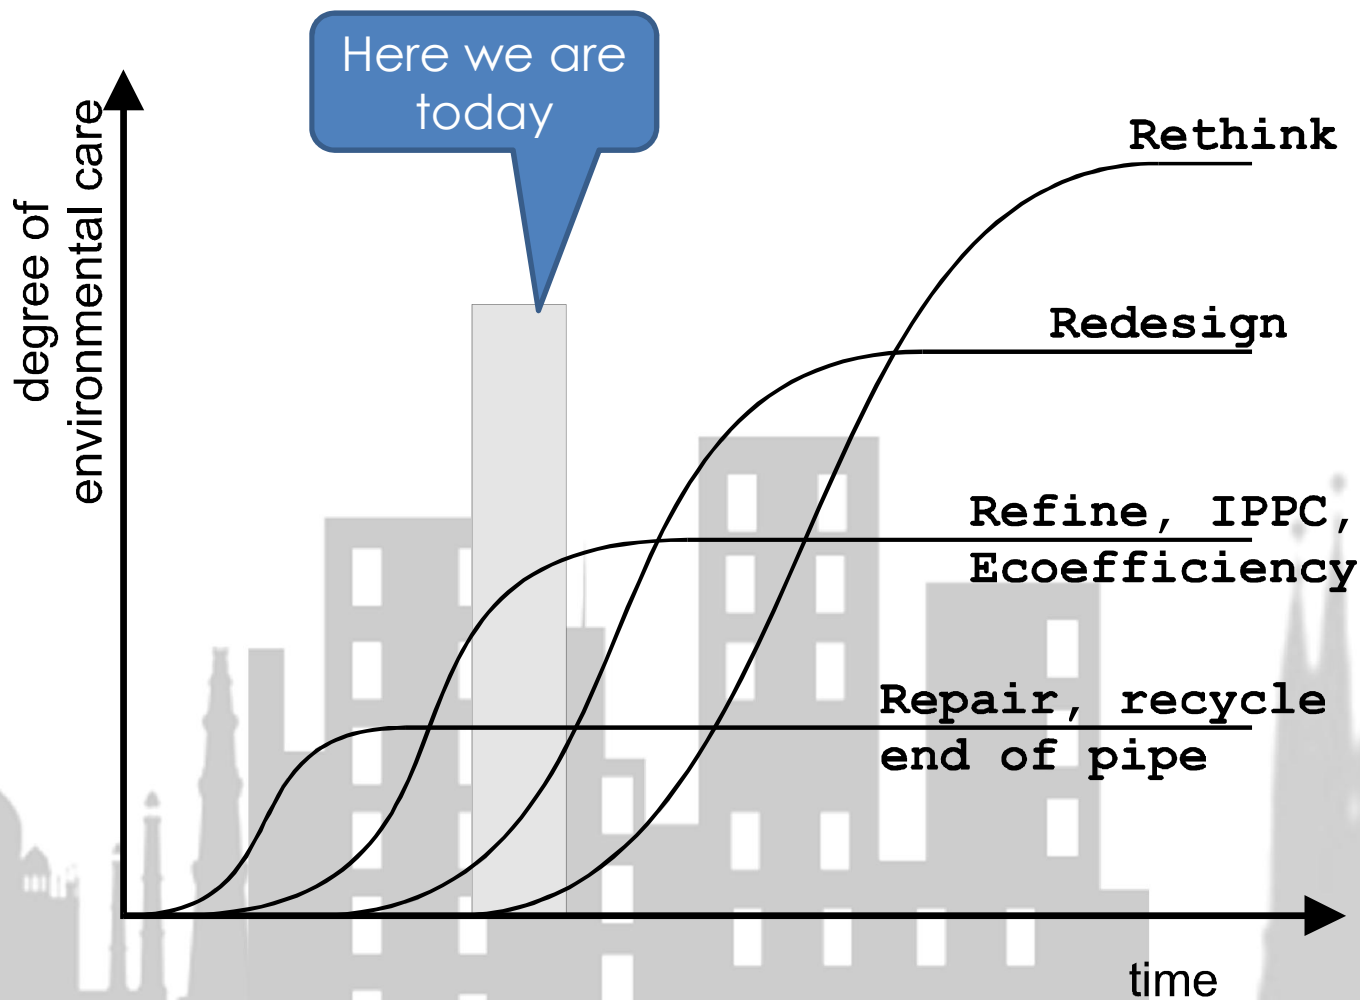 Here we are
today
degree of
environmental care
Rethink
Redesign
Refine, IPPC,
Ecoefficiency
Repair, recycle
end of pipe
time